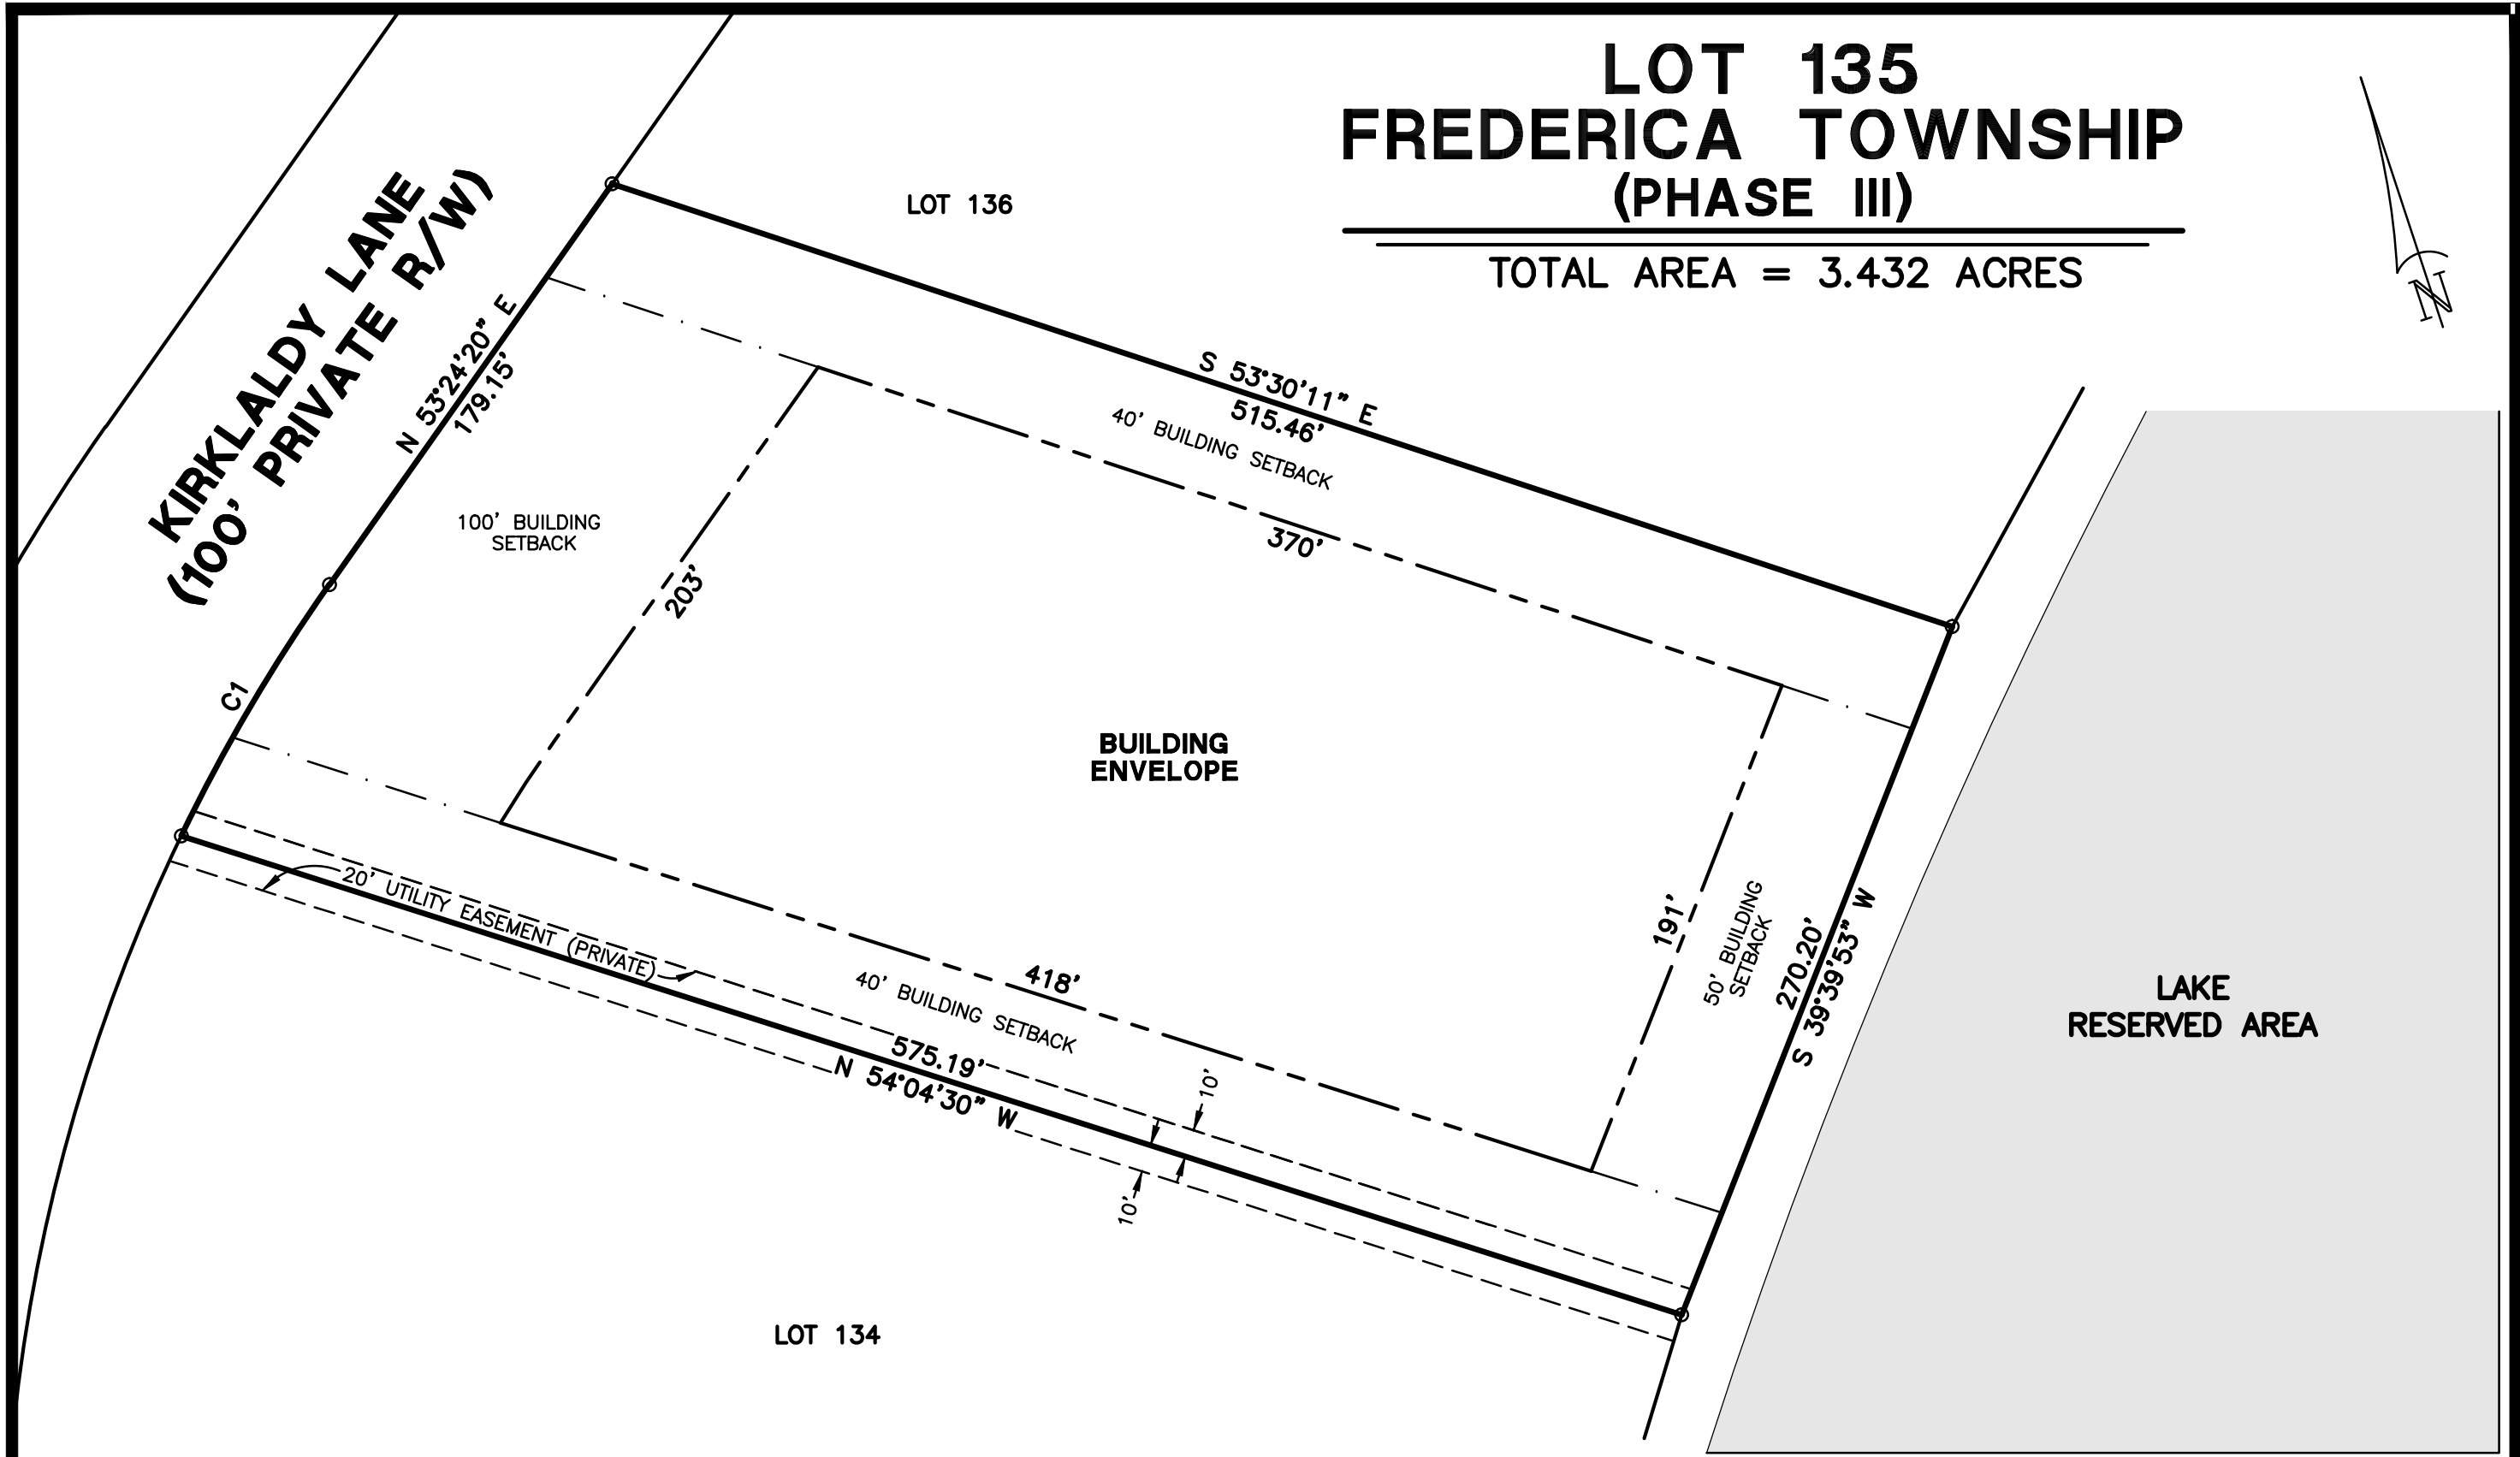 LOT 135
FREDERICA TOWNSHIP
(PHASE III)
TOTAL AREA = 3.432 ACRES
N
LOT 136
KIRKLALDY LANE
(100' PRIVATE R/W)
N 53°24'20" E
179.15'
S 53°30'11" E
515.46'
40' BUILDING SETBACK
370'
100' BUILDING
SETBACK
203'
C1
BUILDING
ENVELOPE
191'
50' BUILDING
SETBACK
270.20'
S 39°39'53" W
LAKE
RESERVED AREA
20' UTILITY EASEMENT (PRIVATE)
418'
40' BUILDING SETBACK
575.19'
N 54°04'30" W
10'
10'
LOT 134